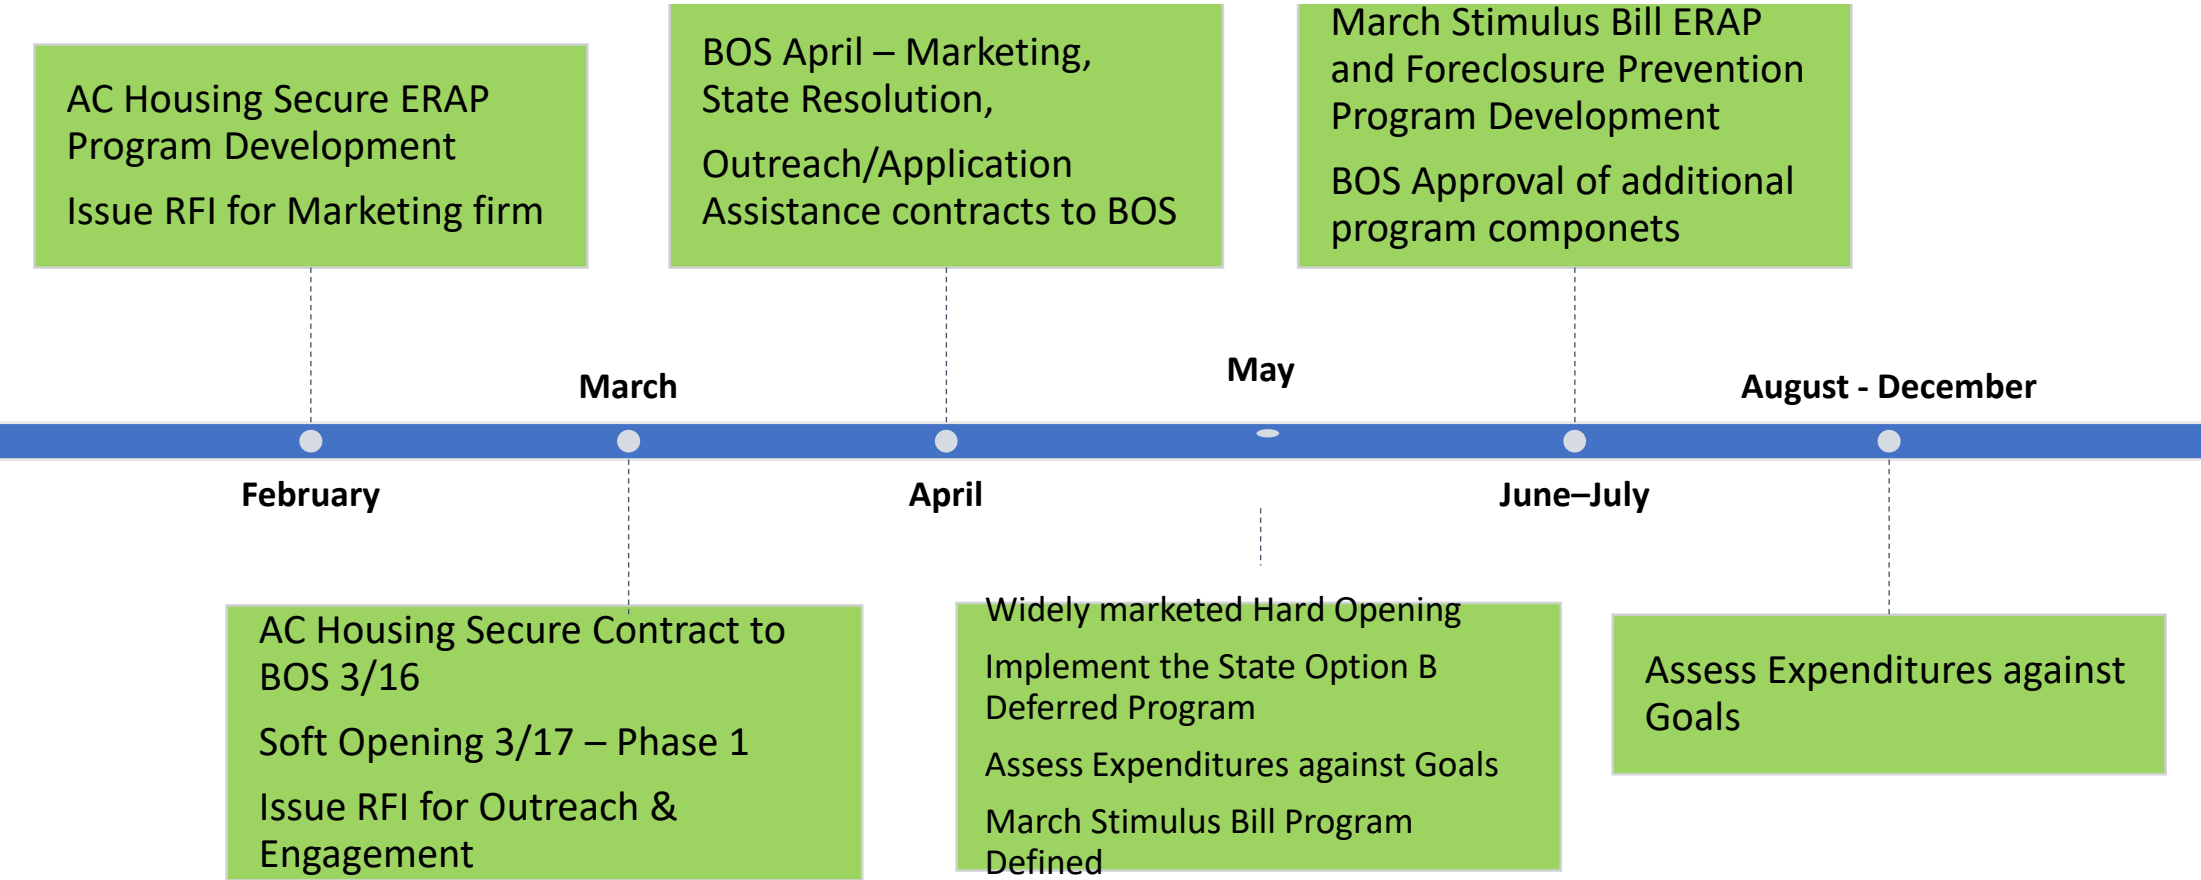 AC Housing Secure ERAP
Program Development
Issue RFI for Marketing firm
BOS April – Marketing,
State Resolution,
Outreach/Application
Assistance contracts to BOS
March Stimulus Bill ERAP
and Foreclosure Prevention
Program Development
BOS Approval of additional
program componets
March
May
August - December
February
April
June–July
AC Housing Secure Contract to
BOS 3/16
Soft Opening 3/17 – Phase 1
Issue RFI for Outreach &
Engagement
Widely marketed Hard Opening
Implement the State Option B
Deferred Program
Assess Expenditures against Goals
March Stimulus Bill Program
Defined
Assess Expenditures against
Goals